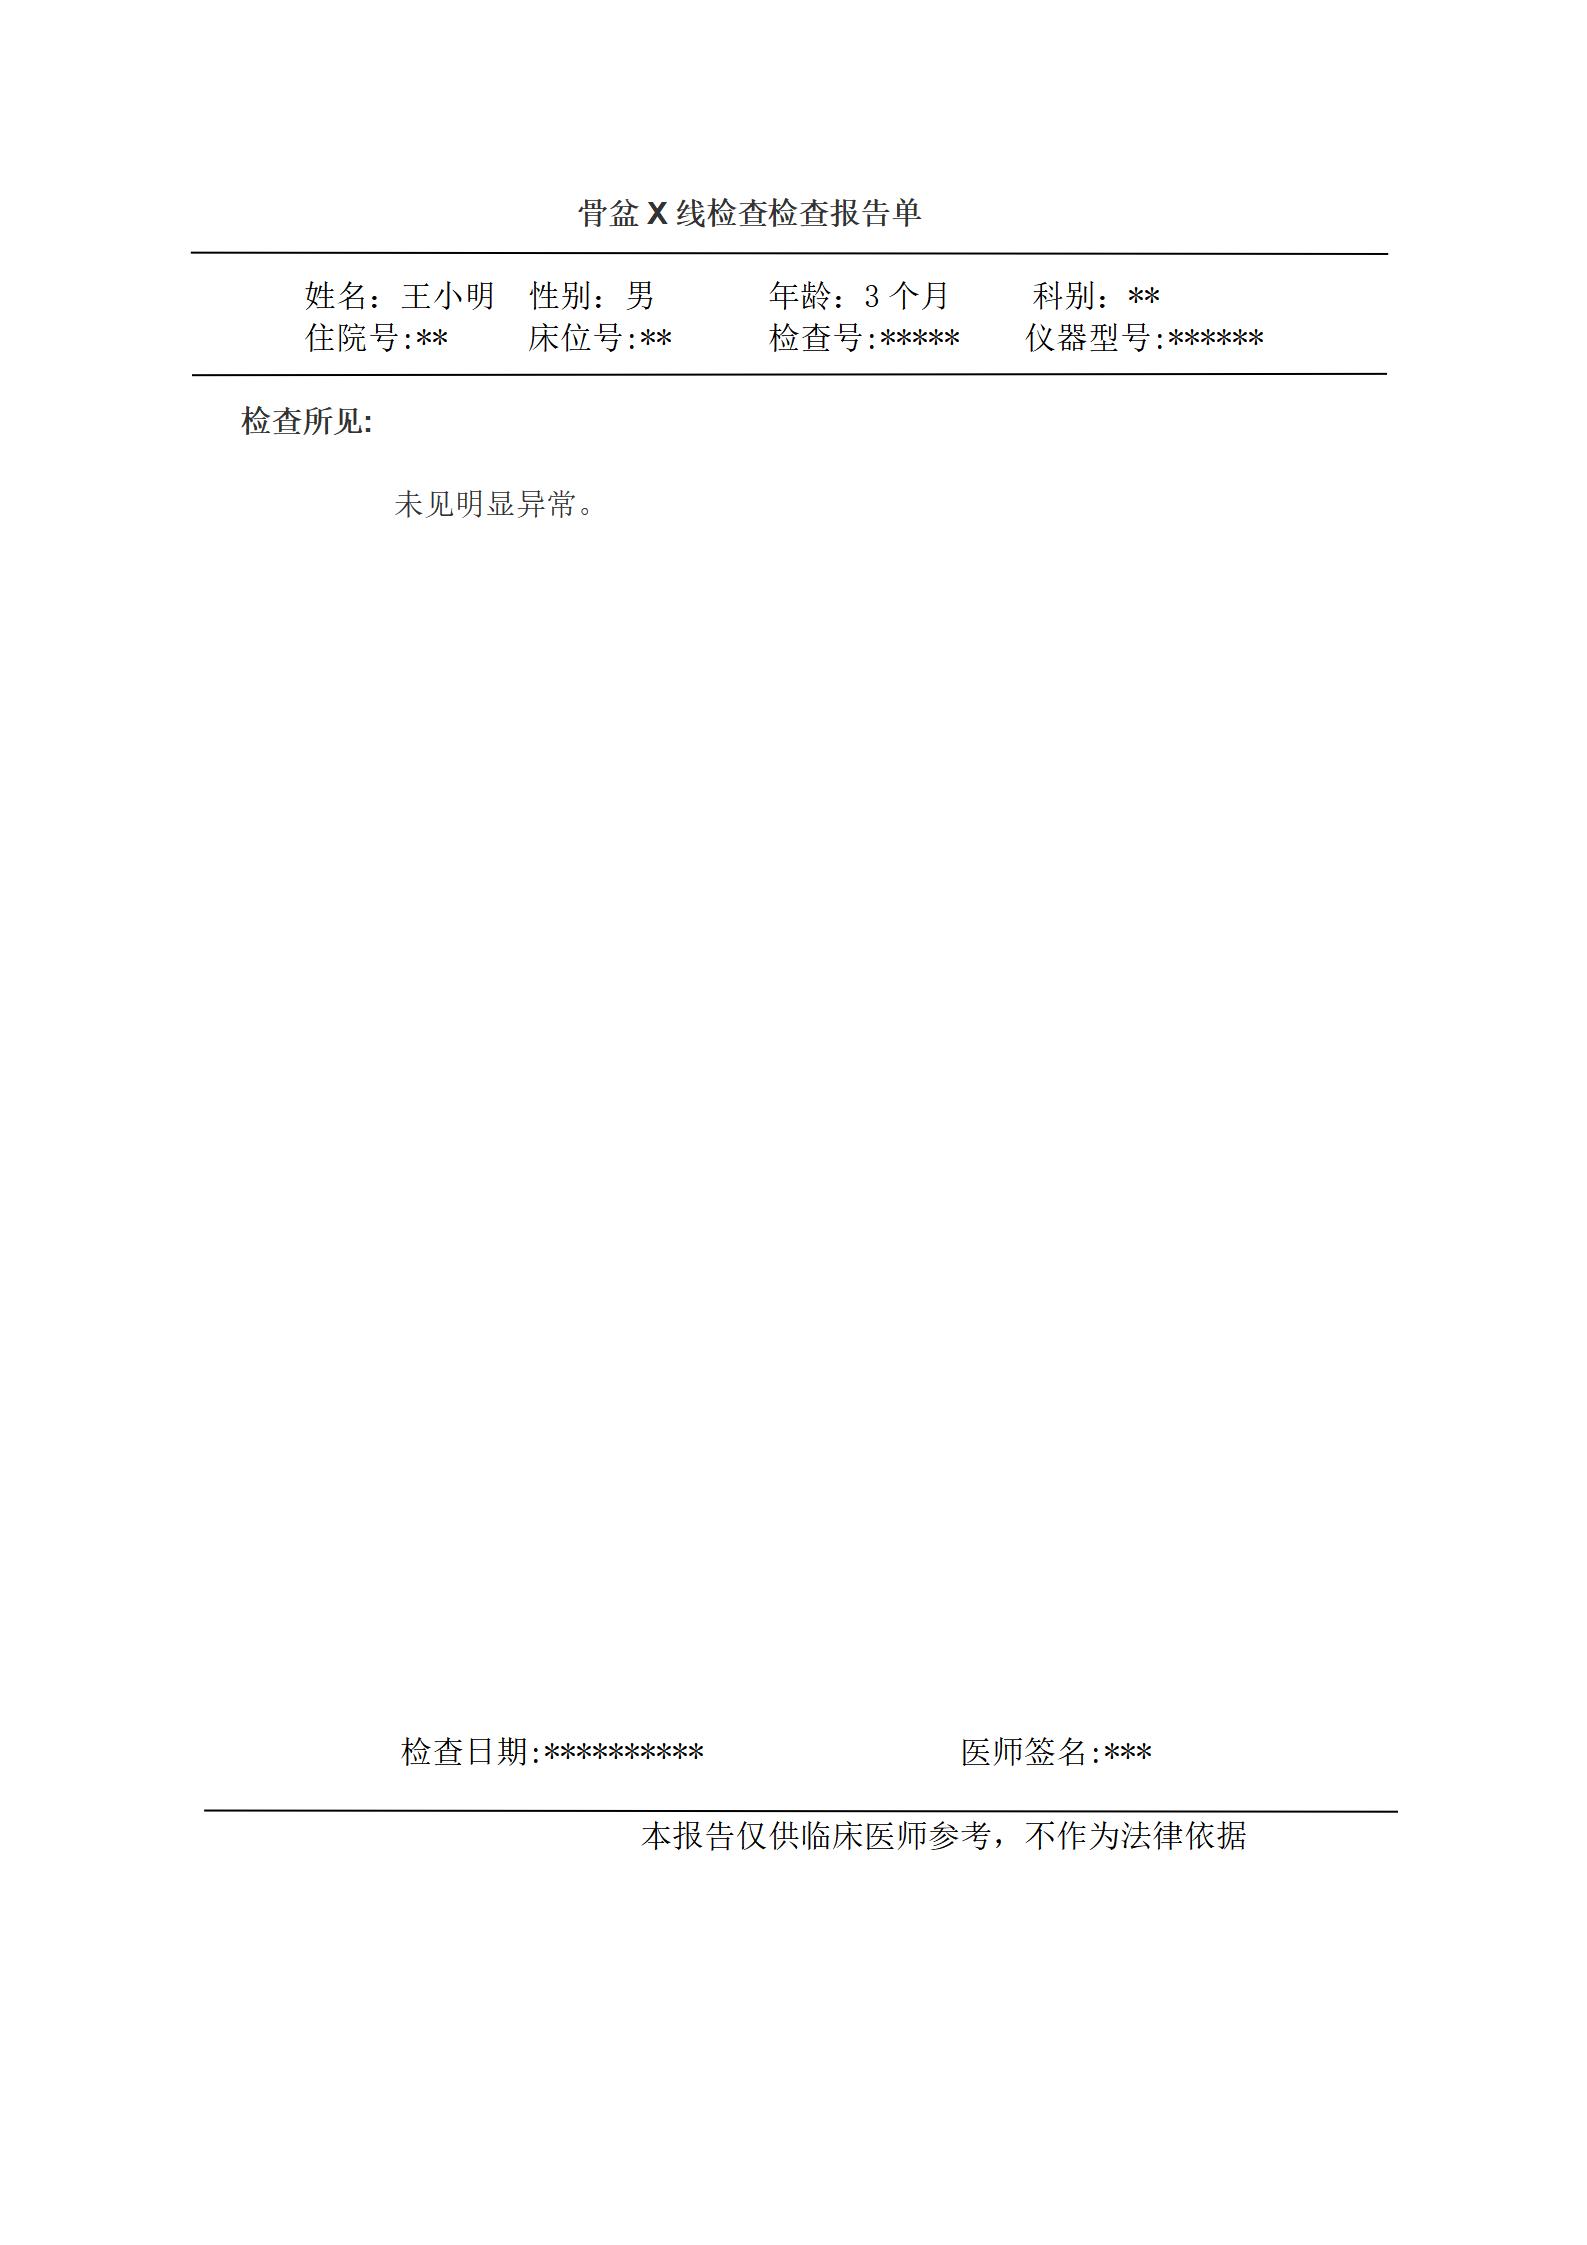 骨盆 X 线检查检查报告单
姓名：王小明 性别：男 年龄：3 个月 科别：**
住院号:** 床位号:** 检查号:***** 仪器型号:******
检查所见:
未见明显异常。
检查日期:********** 医师签名:***
本报告仅供临床医师参考，不作为法律依据